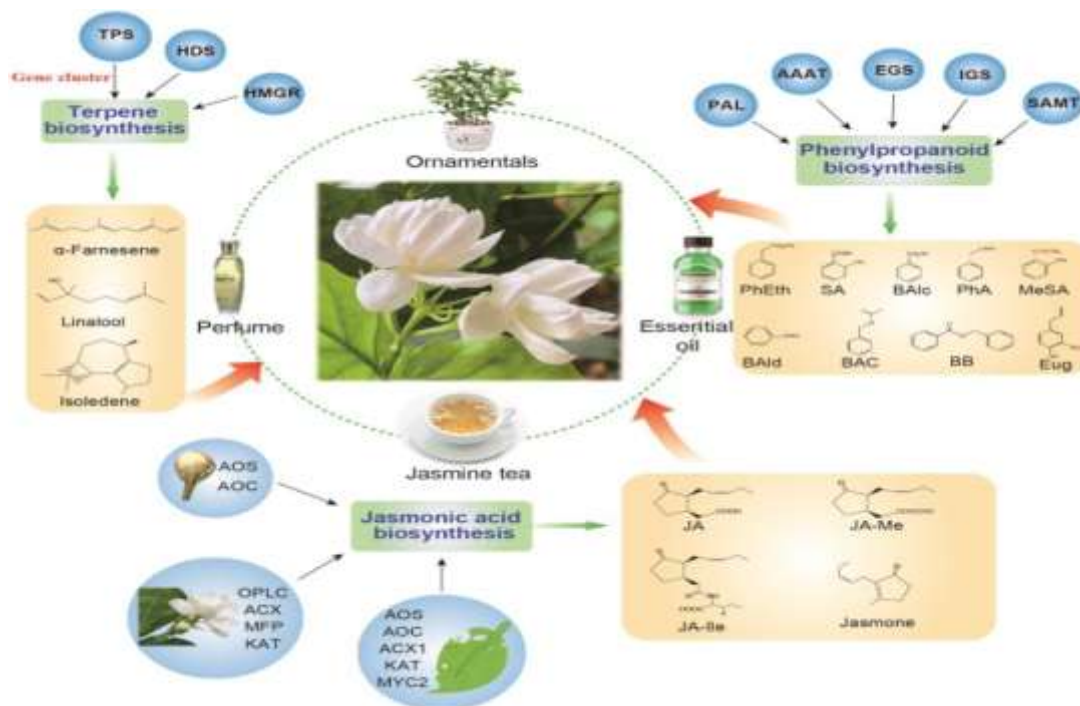 TPS
HDS
Gene cluster
HMGR
Terpene
biosynthesis
α-Farnesene
Linalool
Isoledene
Ornamentals
Perfume
Essential
oil
Jasmine tea
PAL
AAAT
EGS
IGS
SAMT
Phenylpropanoid
biosynthesis
PhEth
SA
BAlc
PhA
MeSA
BAld
BAC
BB
Eug
AOS
AOC
Jasmonic acid
biosynthesis
OPLC
ACX
MFP
KAT
AOS
AOC
ACX1
KAT
MYC2
JA
JA-Me
JA-Ile
Jasmone